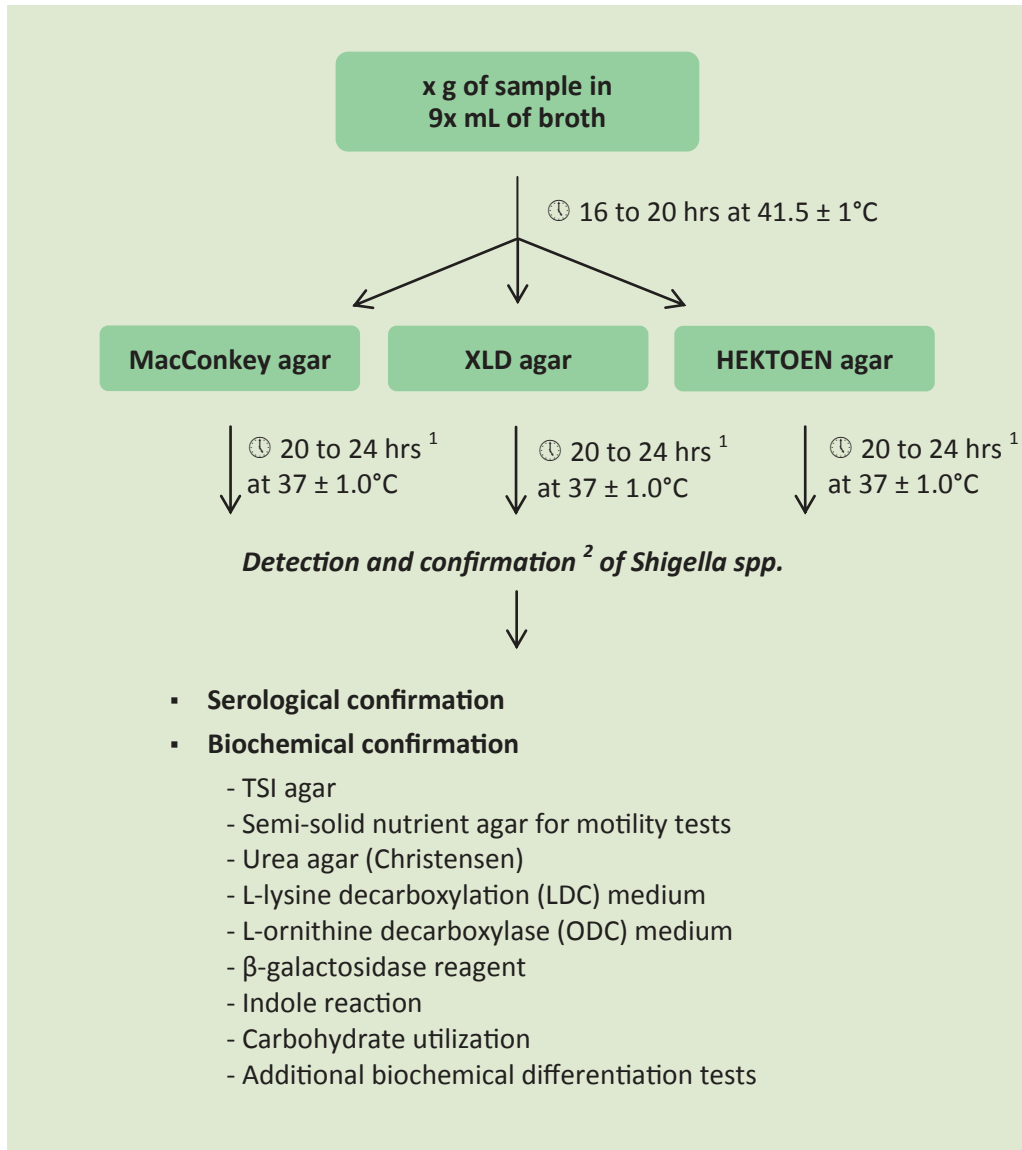 x g of sample in
9x mL of broth
16 to 20 hrs at 41.5 ± 1°C
MacConkey agar
XLD agar
HEKTOEN agar
20 to 24 hrs ¹
at 37 ± 1.0°C
20 to 24 hrs ¹
at 37 ± 1.0°C
20 to 24 hrs ¹
at 37 ± 1.0°C
Detection and confirmation ² of Shigella spp.
▪ Serological confirmation
▪ Biochemical confirmation
- TSI agar
- Semi-solid nutrient agar for motility tests
- Urea agar (Christensen)
- L-lysine decarboxylation (LDC) medium
- L-ornithine decarboxylase (ODC) medium
- β-galactosidase reagent
- Indole reaction
- Carbohydrate utilization
- Additional biochemical differentiation tests